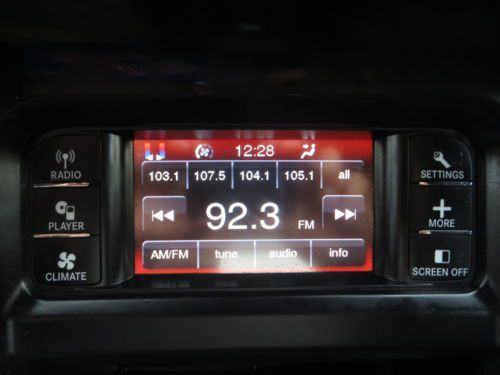 12:28
RADIO
103.1 107.5 104.1 105.1 all
SETTINGS
PLAYER
92.3 FM
MORE
AM/FM tune audio info
CLIMATE
SCREEN OFF